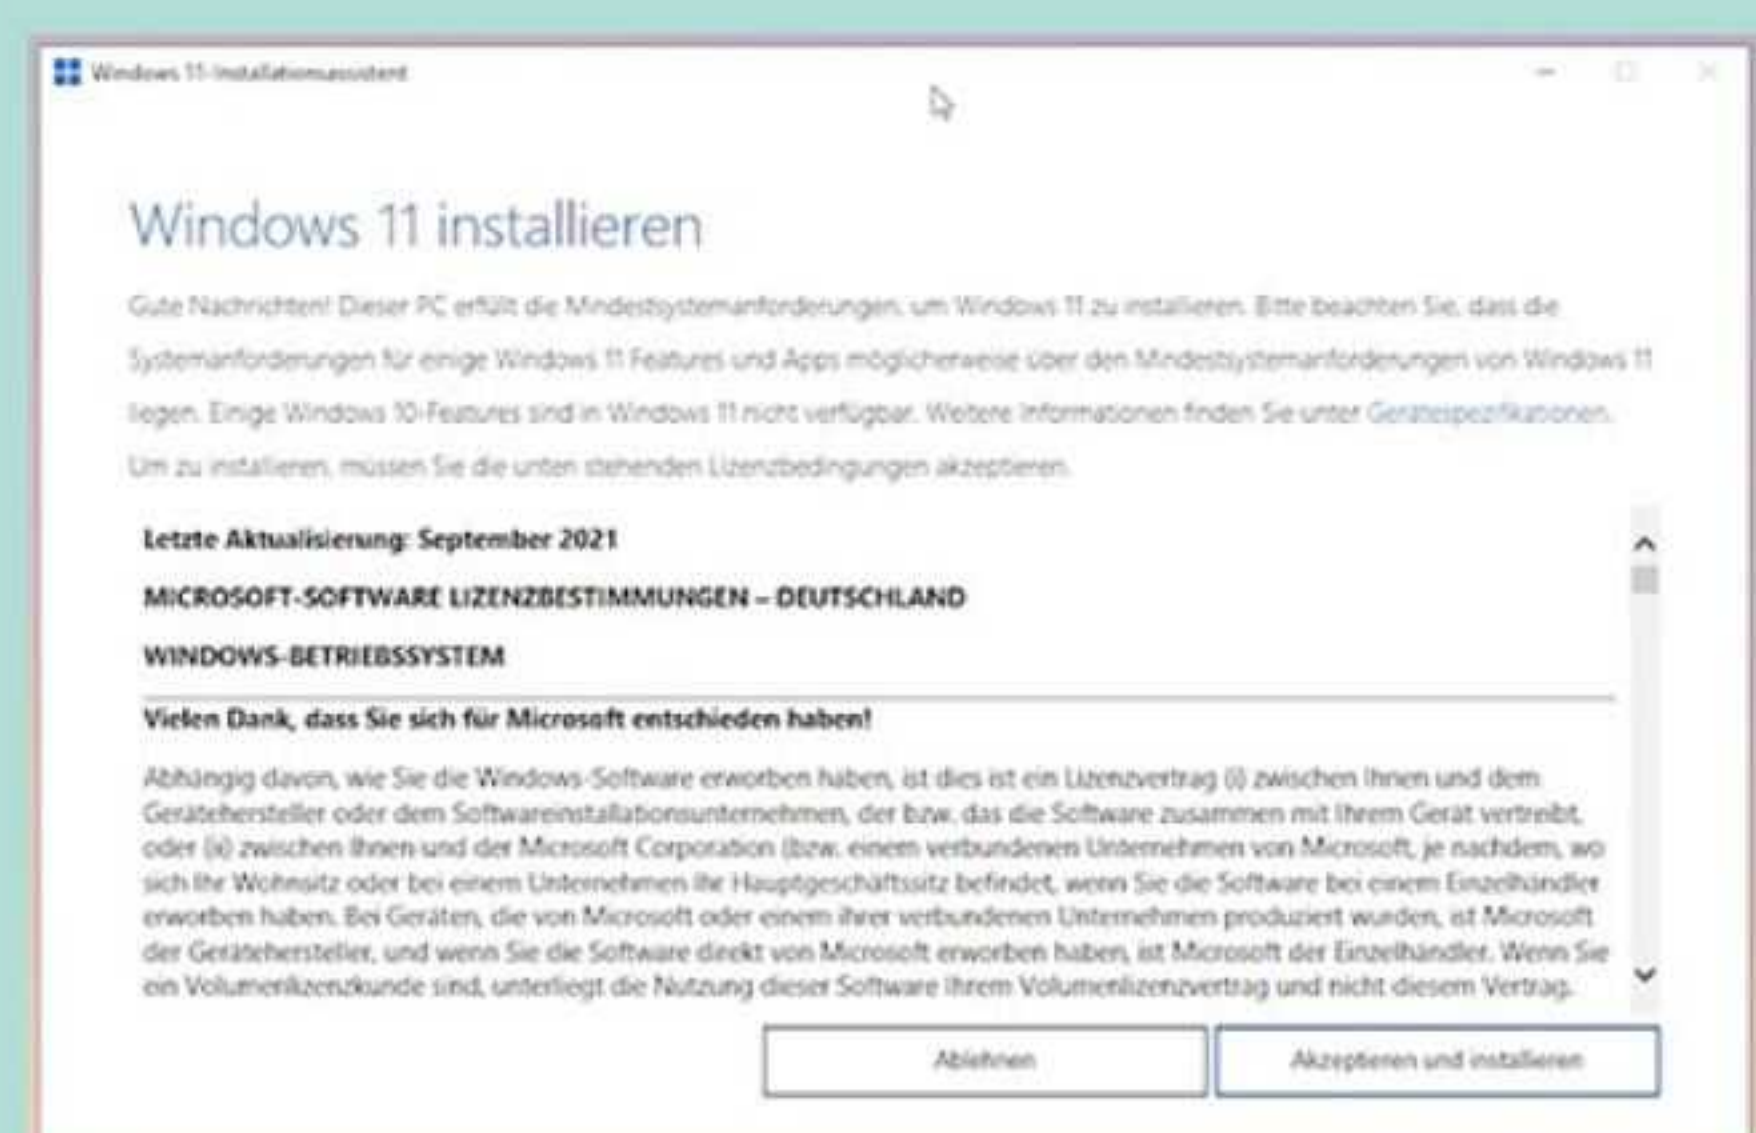 Windows 11-Installationsassistent
Windows 11 installieren
Gute Nachrichten! Dieser PC erfüllt die Mindestsystemanforderungen, um Windows 11 zu installieren. Bitte beachten Sie, dass die
Systemanforderungen für einige Windows 11 Features und Apps möglicherweise über den Mindestsystemanforderungen von Windows 11
liegen. Einige Windows 10-Features sind in Windows 11 nicht verfügbar. Weitere Informationen finden Sie unter Gerätespezifikationen.
Um zu installieren, müssen Sie die unten stehenden Lizenzbedingungen akzeptieren.
Letzte Aktualisierung: September 2021
MICROSOFT-SOFTWARE LIZENZBESTIMMUNGEN – DEUTSCHLAND
WINDOWS-BETRIEBSSYSTEM
Vielen Dank, dass Sie sich für Microsoft entschieden haben!
Abhängig davon, wie Sie die Windows-Software erworben haben, ist dies ist ein Lizenzvertrag (i) zwischen Ihnen und dem
Gerätehersteller oder dem Softwareinstallationsunternehmen, der bzw. das die Software zusammen mit Ihrem Gerät vertreibt,
oder (ii) zwischen Ihnen und der Microsoft Corporation (bzw. einem verbundenen Unternehmen von Microsoft, je nachdem, wo
sich Ihr Wohnsitz oder bei einem Unternehmen Ihr Hauptgeschäftssitz befindet, wenn Sie die Software bei einem Einzelhändler
erworben haben. Bei Geräten, die von Microsoft oder einem ihrer verbundenen Unternehmen produziert wurden, ist Microsoft
der Gerätehersteller, und wenn Sie die Software direkt von Microsoft erworben haben, ist Microsoft der Einzelhändler. Wenn Sie
ein Volumenlizenzkunde sind, unterliegt die Nutzung dieser Software Ihrem Volumenlizenzvertrag und nicht diesem Vertrag.
Ablehnen
Akzeptieren und installieren